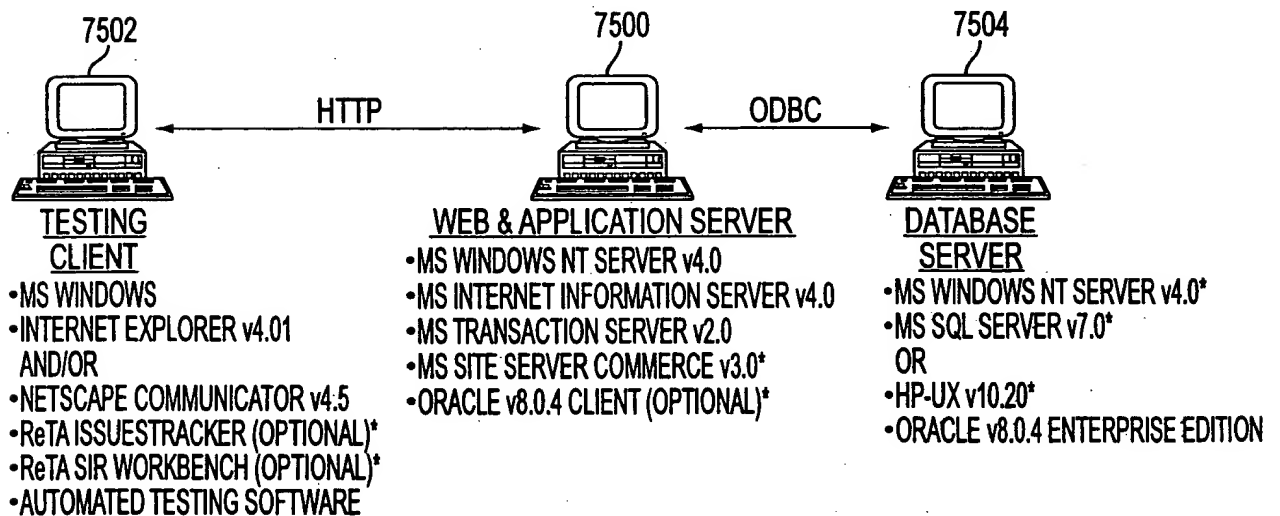 7502
7500
7504
HTTP
ODBC
TESTING
CLIENT
•MS WINDOWS
•INTERNET EXPLORER v4.01
AND/OR
•NETSCAPE COMMUNICATOR v4.5
•ReTA ISSUESTRACKER (OPTIONAL)*
•ReTA SIR WORKBENCH (OPTIONAL)*
•AUTOMATED TESTING SOFTWARE
WEB & APPLICATION SERVER
•MS WINDOWS NT SERVER v4.0
•MS INTERNET INFORMATION SERVER v4.0
•MS TRANSACTION SERVER v2.0
•MS SITE SERVER COMMERCE v3.0*
•ORACLE v8.0.4 CLIENT (OPTIONAL)*
DATABASE
SERVER
•MS WINDOWS NT SERVER v4.0*
•MS SQL SERVER v7.0*
OR
•HP-UX v10.20*
•ORACLE v8.0.4 ENTERPRISE EDITION